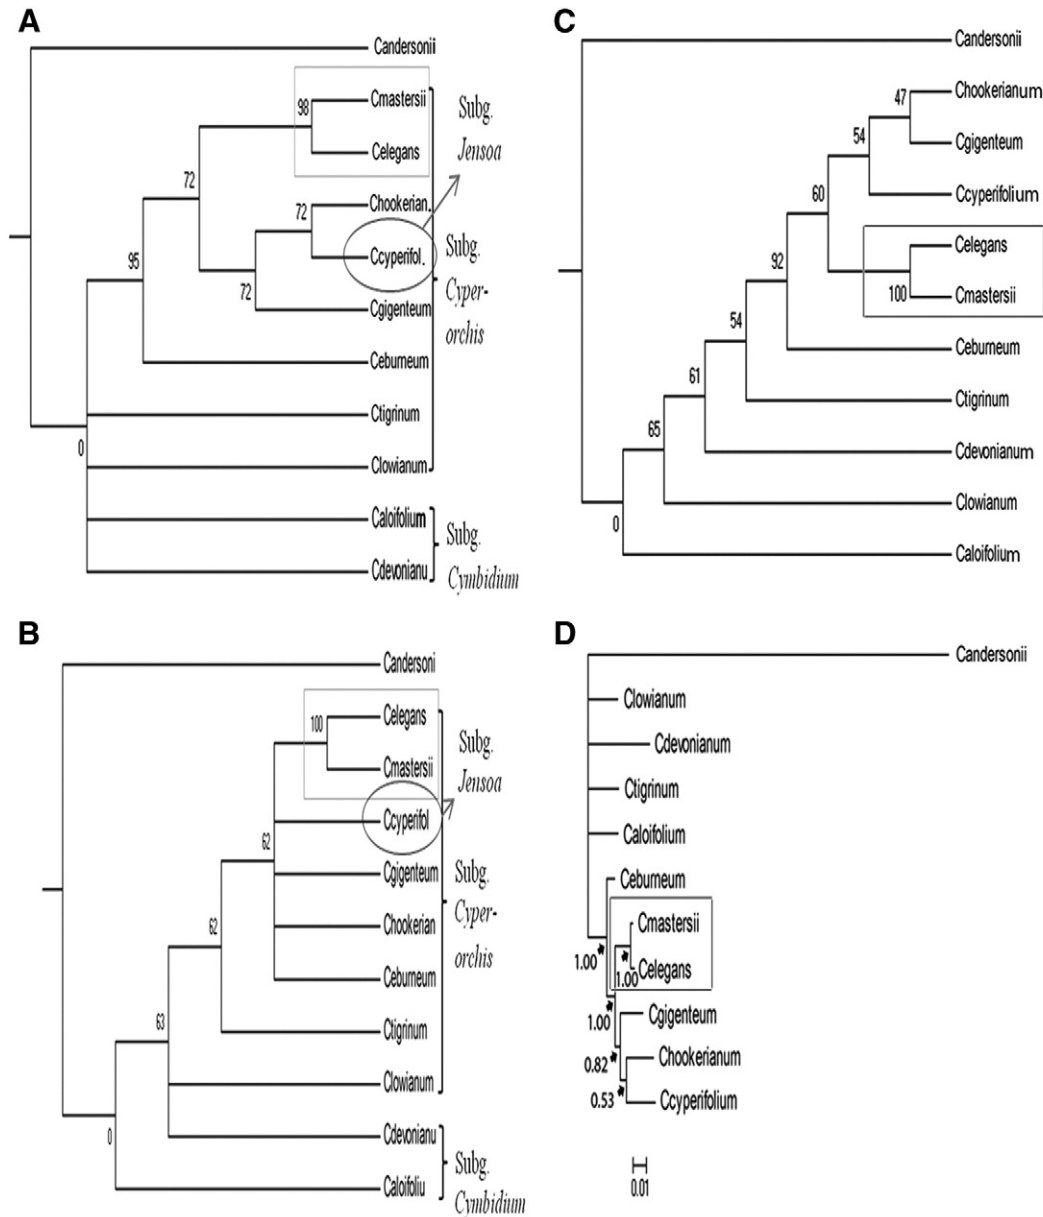 A
Candersonii
98
Cmastersii
Celegans
Subg.
Jensoa
72
72
Chookerian.
Ccyperfol.
72
Cgigenteum
Subg.
Cyper-
orchis
95
Ceburneum
Ctigrinum
Clowianum
0
Caloifolium
Cdevonianu
Subg.
Cymbidium
B
Candersoni
100
Celegans
Cmastersii
Subg.
Jensoa
Ccyperifol
62
Cgigenteum
Chookerian
Ceburneum
Subg.
Cyper-
orchis
62
Ctigrinum
63
Clowianum
0
Cdevonianu
Caloifoliu
Subg.
Cymbidium
C
Candersonii
47
Chookerianum
Cgigenteum
54
Ccyperifolium
60
Celegans
100
Cmastersii
92
Ceburneum
54
Ctigrinum
61
Cdevonianum
65
Clowianum
0
Caloifolium
D
Candersonii
Clowianum
Cdevonianum
Ctigrinum
Caloifolium
Ceburneum
Cmastersii
1.00
1.00
Celegans
1.00
Cgigenteum
0.82
Chookerianum
0.53
Ccyperifolium
0.01